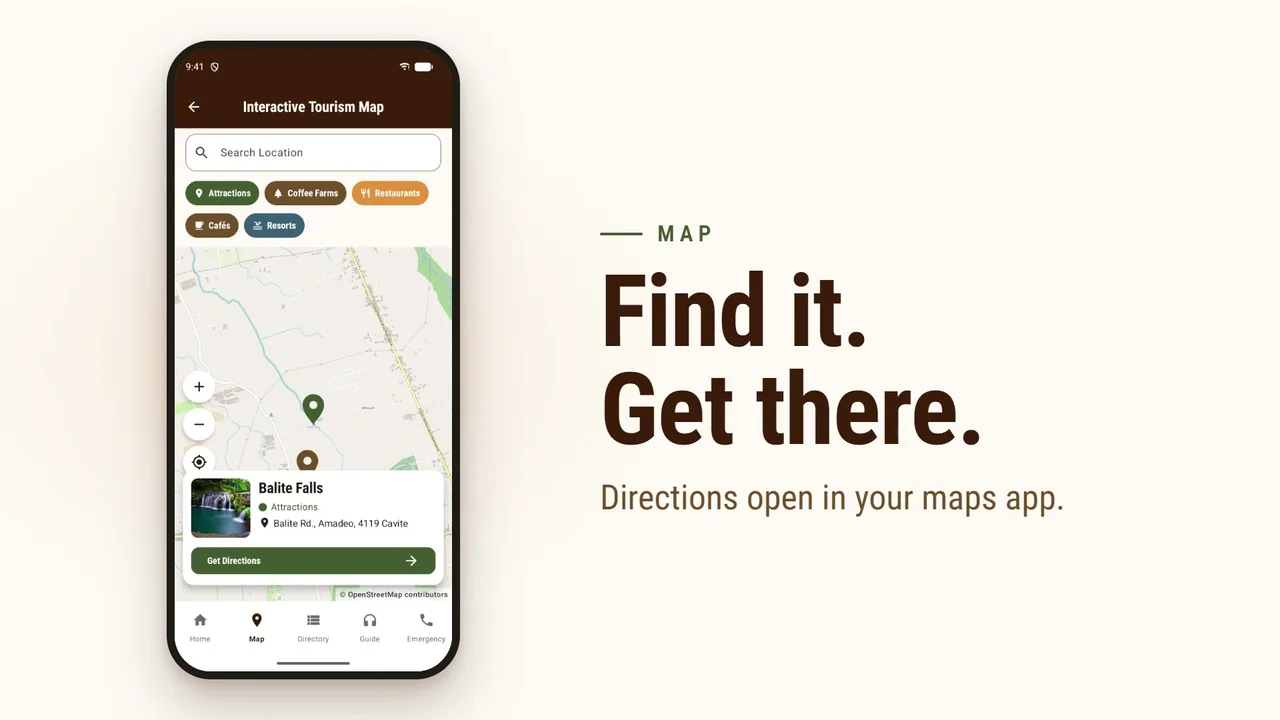 9:41
Interactive Tourism Map
Search Location
Attractions
Coffee Farms
Restaurants
Cafés
Resorts
Balite Falls
Attractions
Balite Rd., Amadeo, 4119 Cavite
Get Directions
© OpenStreetMap contributors
Home
Map
Directory
Guide
Emergency
MAP
Find it.
Get there.
Directions open in your maps app.